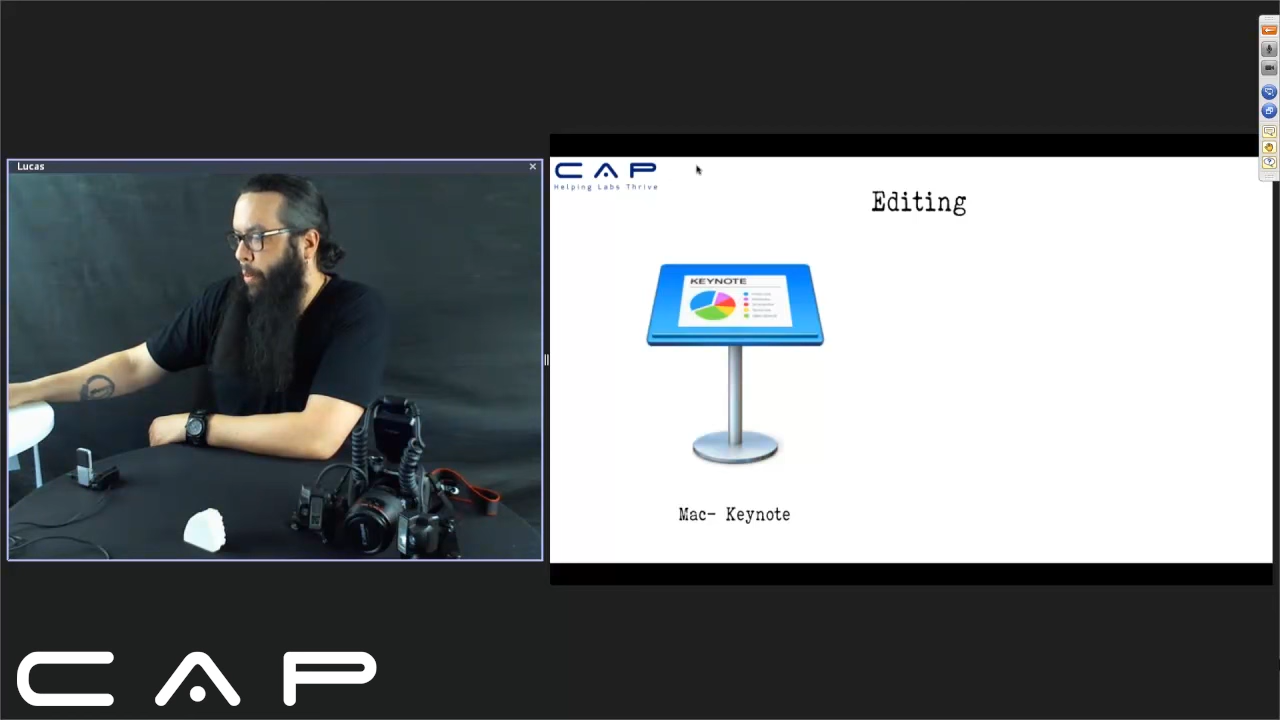 Lucas
CAP
Helping Labs Thrive
Editing
KEYNOTE
Mac- Keynote
CAP